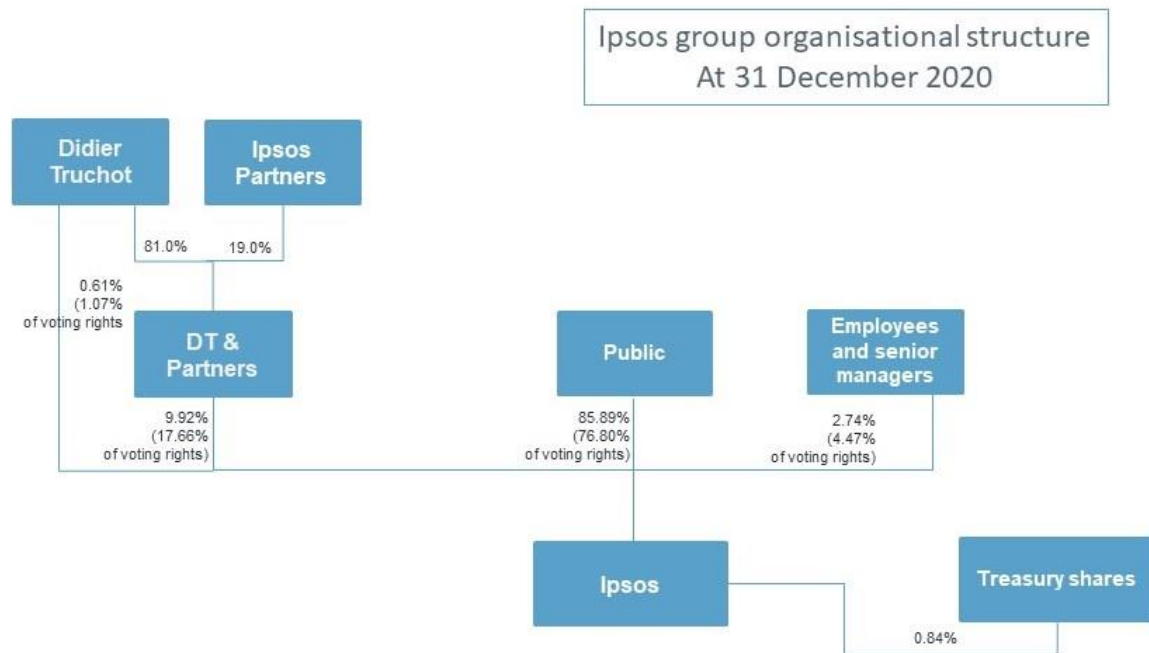 Ipsos group organisational structure
At 31 December 2020
Didier
Truchot
Ipsos
Partners
81.0%
19.0%
0.61%
(1.07%
of voting rights
DT &
Partners
Public
Employees
and senior
managers
9.92%
(17.66%
of voting rights)
85.89%
(76.80%
of voting rights)
2.74%
(4.47%
of voting rights)
Ipsos
Treasury shares
0.84%